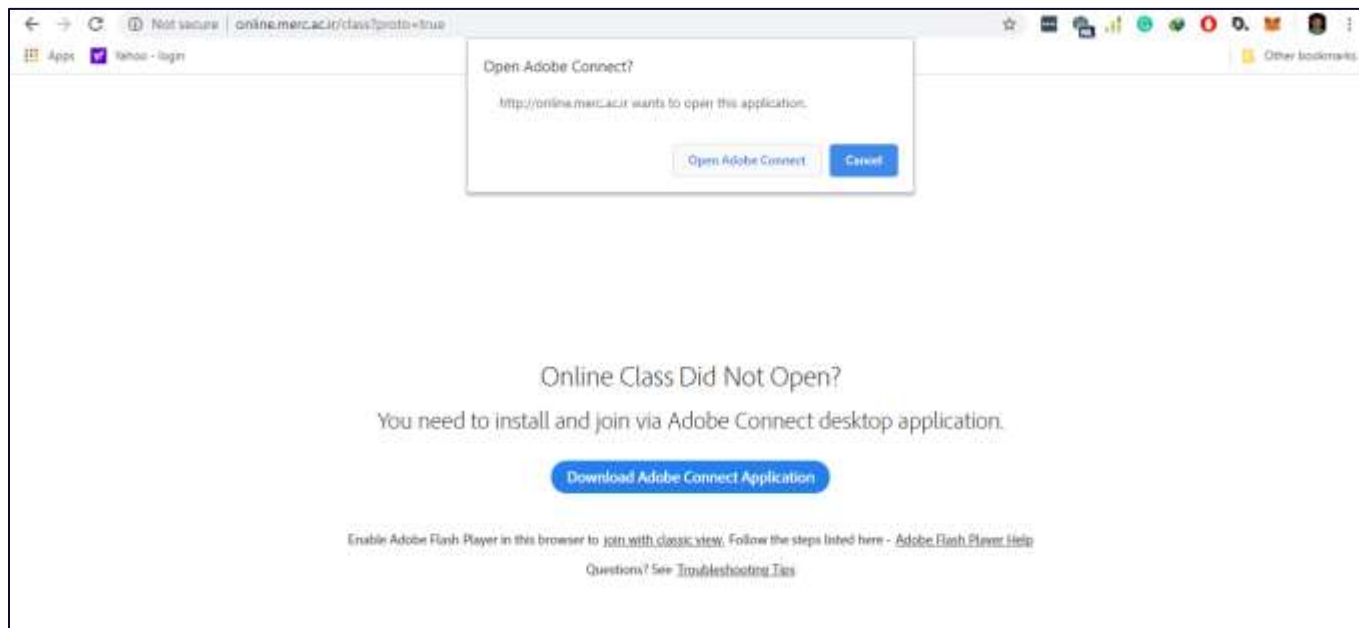 Not secure | online.merc.ac.ir/class?proto=true
Apps Yahoo - login Other bookmarks
Open Adobe Connect?
http://online.merc.ac.ir wants to open this application.
Open Adobe Connect Cancel
Online Class Did Not Open?
You need to install and join via Adobe Connect desktop application.
Download Adobe Connect Application
Enable Adobe Flash Player in this browser to join with classic view. Follow the steps listed here - Adobe Flash Player Help
Questions? See Troubleshooting Tips